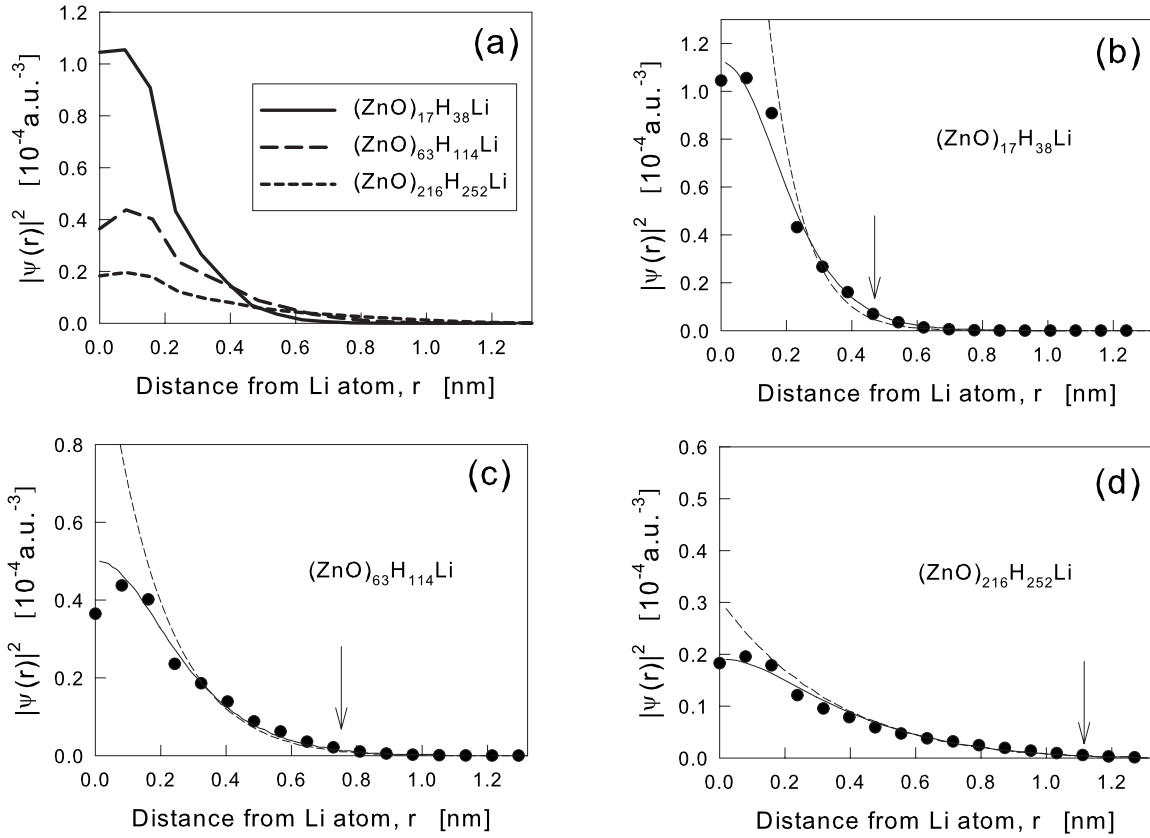 (a)
|ψ(r)|² [10⁻⁴a.u.⁻³]
1.2
1.0
0.8
0.6
0.4
0.2
0.0
(ZnO)₁₇H₃₈Li
(ZnO)₆₃H₁₁₄Li
(ZnO)₂₁₆H₂₅₂Li
0.0 0.2 0.4 0.6 0.8 1.0 1.2
Distance from Li atom, r [nm]
(b)
|ψ(r)|² [10⁻⁴a.u.⁻³]
1.2
1.0
0.8
0.6
0.4
0.2
0.0
(ZnO)₁₇H₃₈Li
0.0 0.2 0.4 0.6 0.8 1.0 1.2
Distance from Li atom, r [nm]
(c)
|ψ(r)|² [10⁻⁴a.u.⁻³]
0.8
0.6
0.4
0.2
0.0
(ZnO)₆₃H₁₁₄Li
0.0 0.2 0.4 0.6 0.8 1.0 1.2
Distance from Li atom, r [nm]
(d)
|ψ(r)|² [10⁻⁴a.u.⁻³]
0.6
0.5
0.4
0.3
0.2
0.1
0.0
(ZnO)₂₁₆H₂₅₂Li
0.0 0.2 0.4 0.6 0.8 1.0 1.2
Distance from Li atom, r [nm]